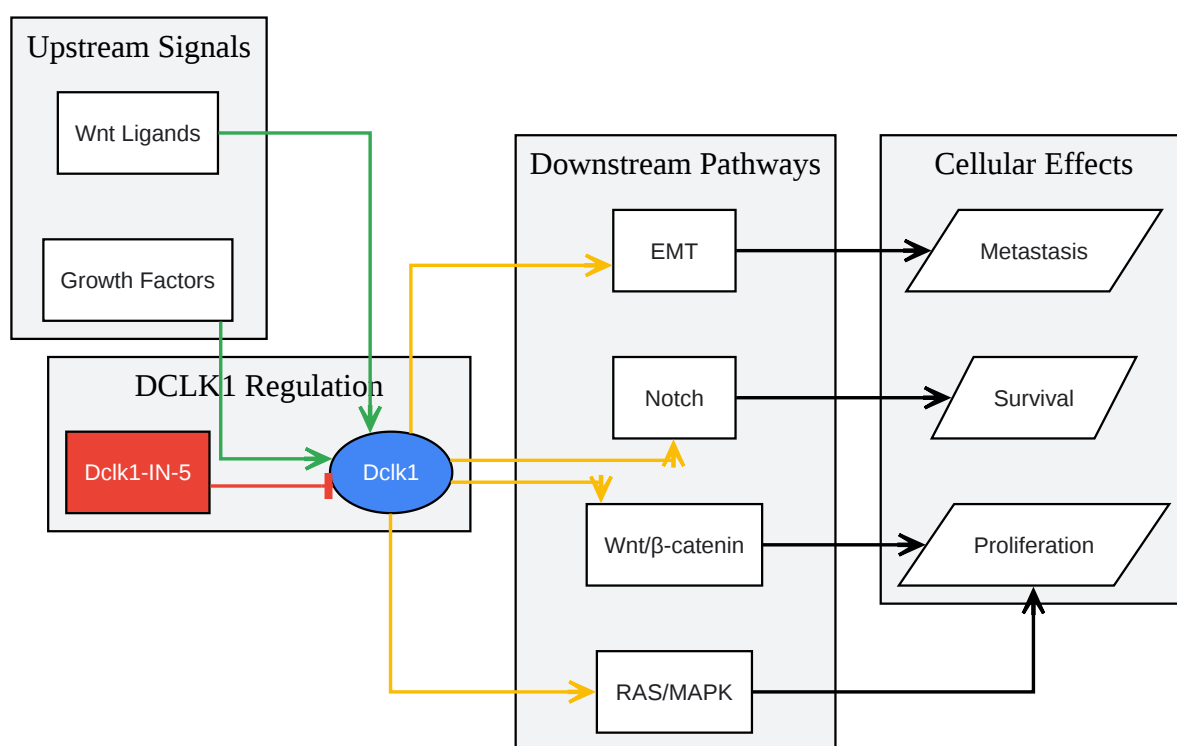 Upstream Signals
Wnt Ligands
Growth Factors
DCLK1 Regulation
Dclk1-IN-5
Dclk1
Downstream Pathways
EMT
Notch
Wnt/β-catenin
RAS/MAPK
Cellular Effects
Metastasis
Survival
Proliferation